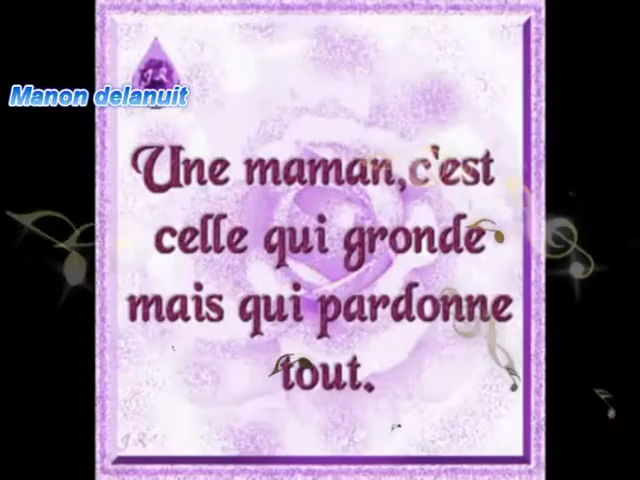 J.R
Manon delanuit
Une maman,c'est
celle qui gronde
mais qui pardonne
tout.
J.R